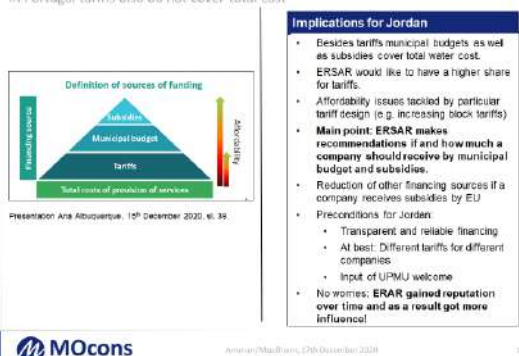 In Portugal tariffs also do not cover total cost
Definition of sources of funding
Financing source
Subsidies
Municipal budget
Tariffs
Total costs of provision of services
Affordability
Presentation Ana Albuquerque, 15th December 2020, sl. 39.
Implications for Jordan
• Besides tariffs municipal budgets as well
as subsidies cover total water cost.
• ERSAR would like to have a higher share
for tariffs.
• Affordability issues tackled by particular
tariff design (e.g. increasing block tariffs)
• Main point: ERSAR makes
recommendations if and how much a
company should receive by municipal
budget and subsidies.
• Reduction of other financing sources if a
company receives subsidies by EU
• Preconditions for Jordan:
• Transparent and reliable financing
• At best: Different tariffs for different
companies
• Input of UPMU welcome
• No worries: ERAR gained reputation
over time and as a result got more
influence!
MOcons
17th December 2020